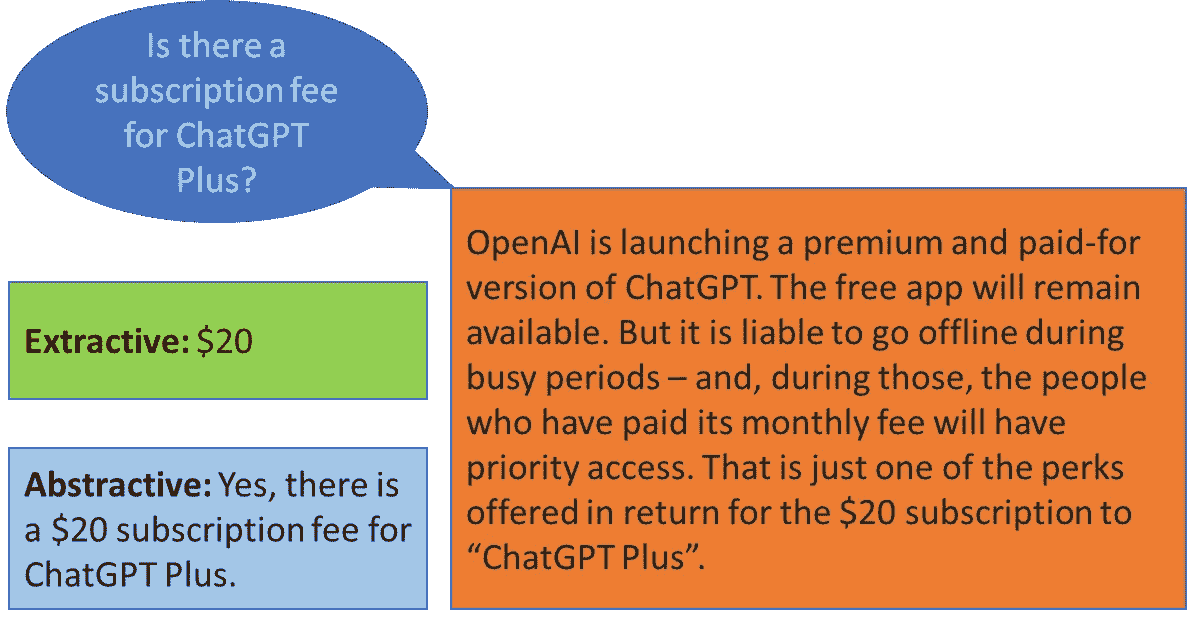 Is there a
subscription fee
for ChatGPT
Plus?
OpenAI is launching a premium and paid-for
version of ChatGPT. The free app will remain
available. But it is liable to go offline during
busy periods – and, during those, the people
who have paid its monthly fee will have
priority access. That is just one of the perks
offered in return for the $20 subscription to
“ChatGPT Plus”.
Extractive: $20
Abstractive: Yes, there is
a $20 subscription fee for
ChatGPT Plus.